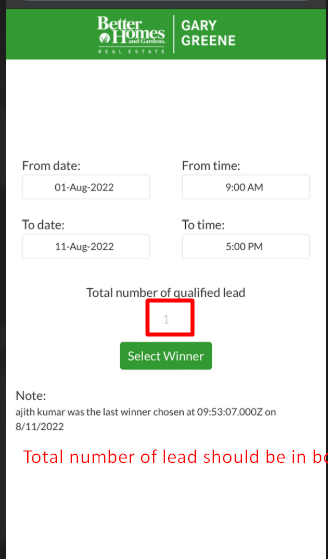 Better
Homes
and Gardens
REAL ESTATE
GARY
GREENE
From date:
From time:
01-Aug-2022
9:00 AM
To date:
To time:
11-Aug-2022
5:00 PM
Total number of qualified lead
1
Select Winner
Note:
ajith kumar was the last winner chosen at 09:53:07.000Z on
8/11/2022
Total number of lead should be in bo